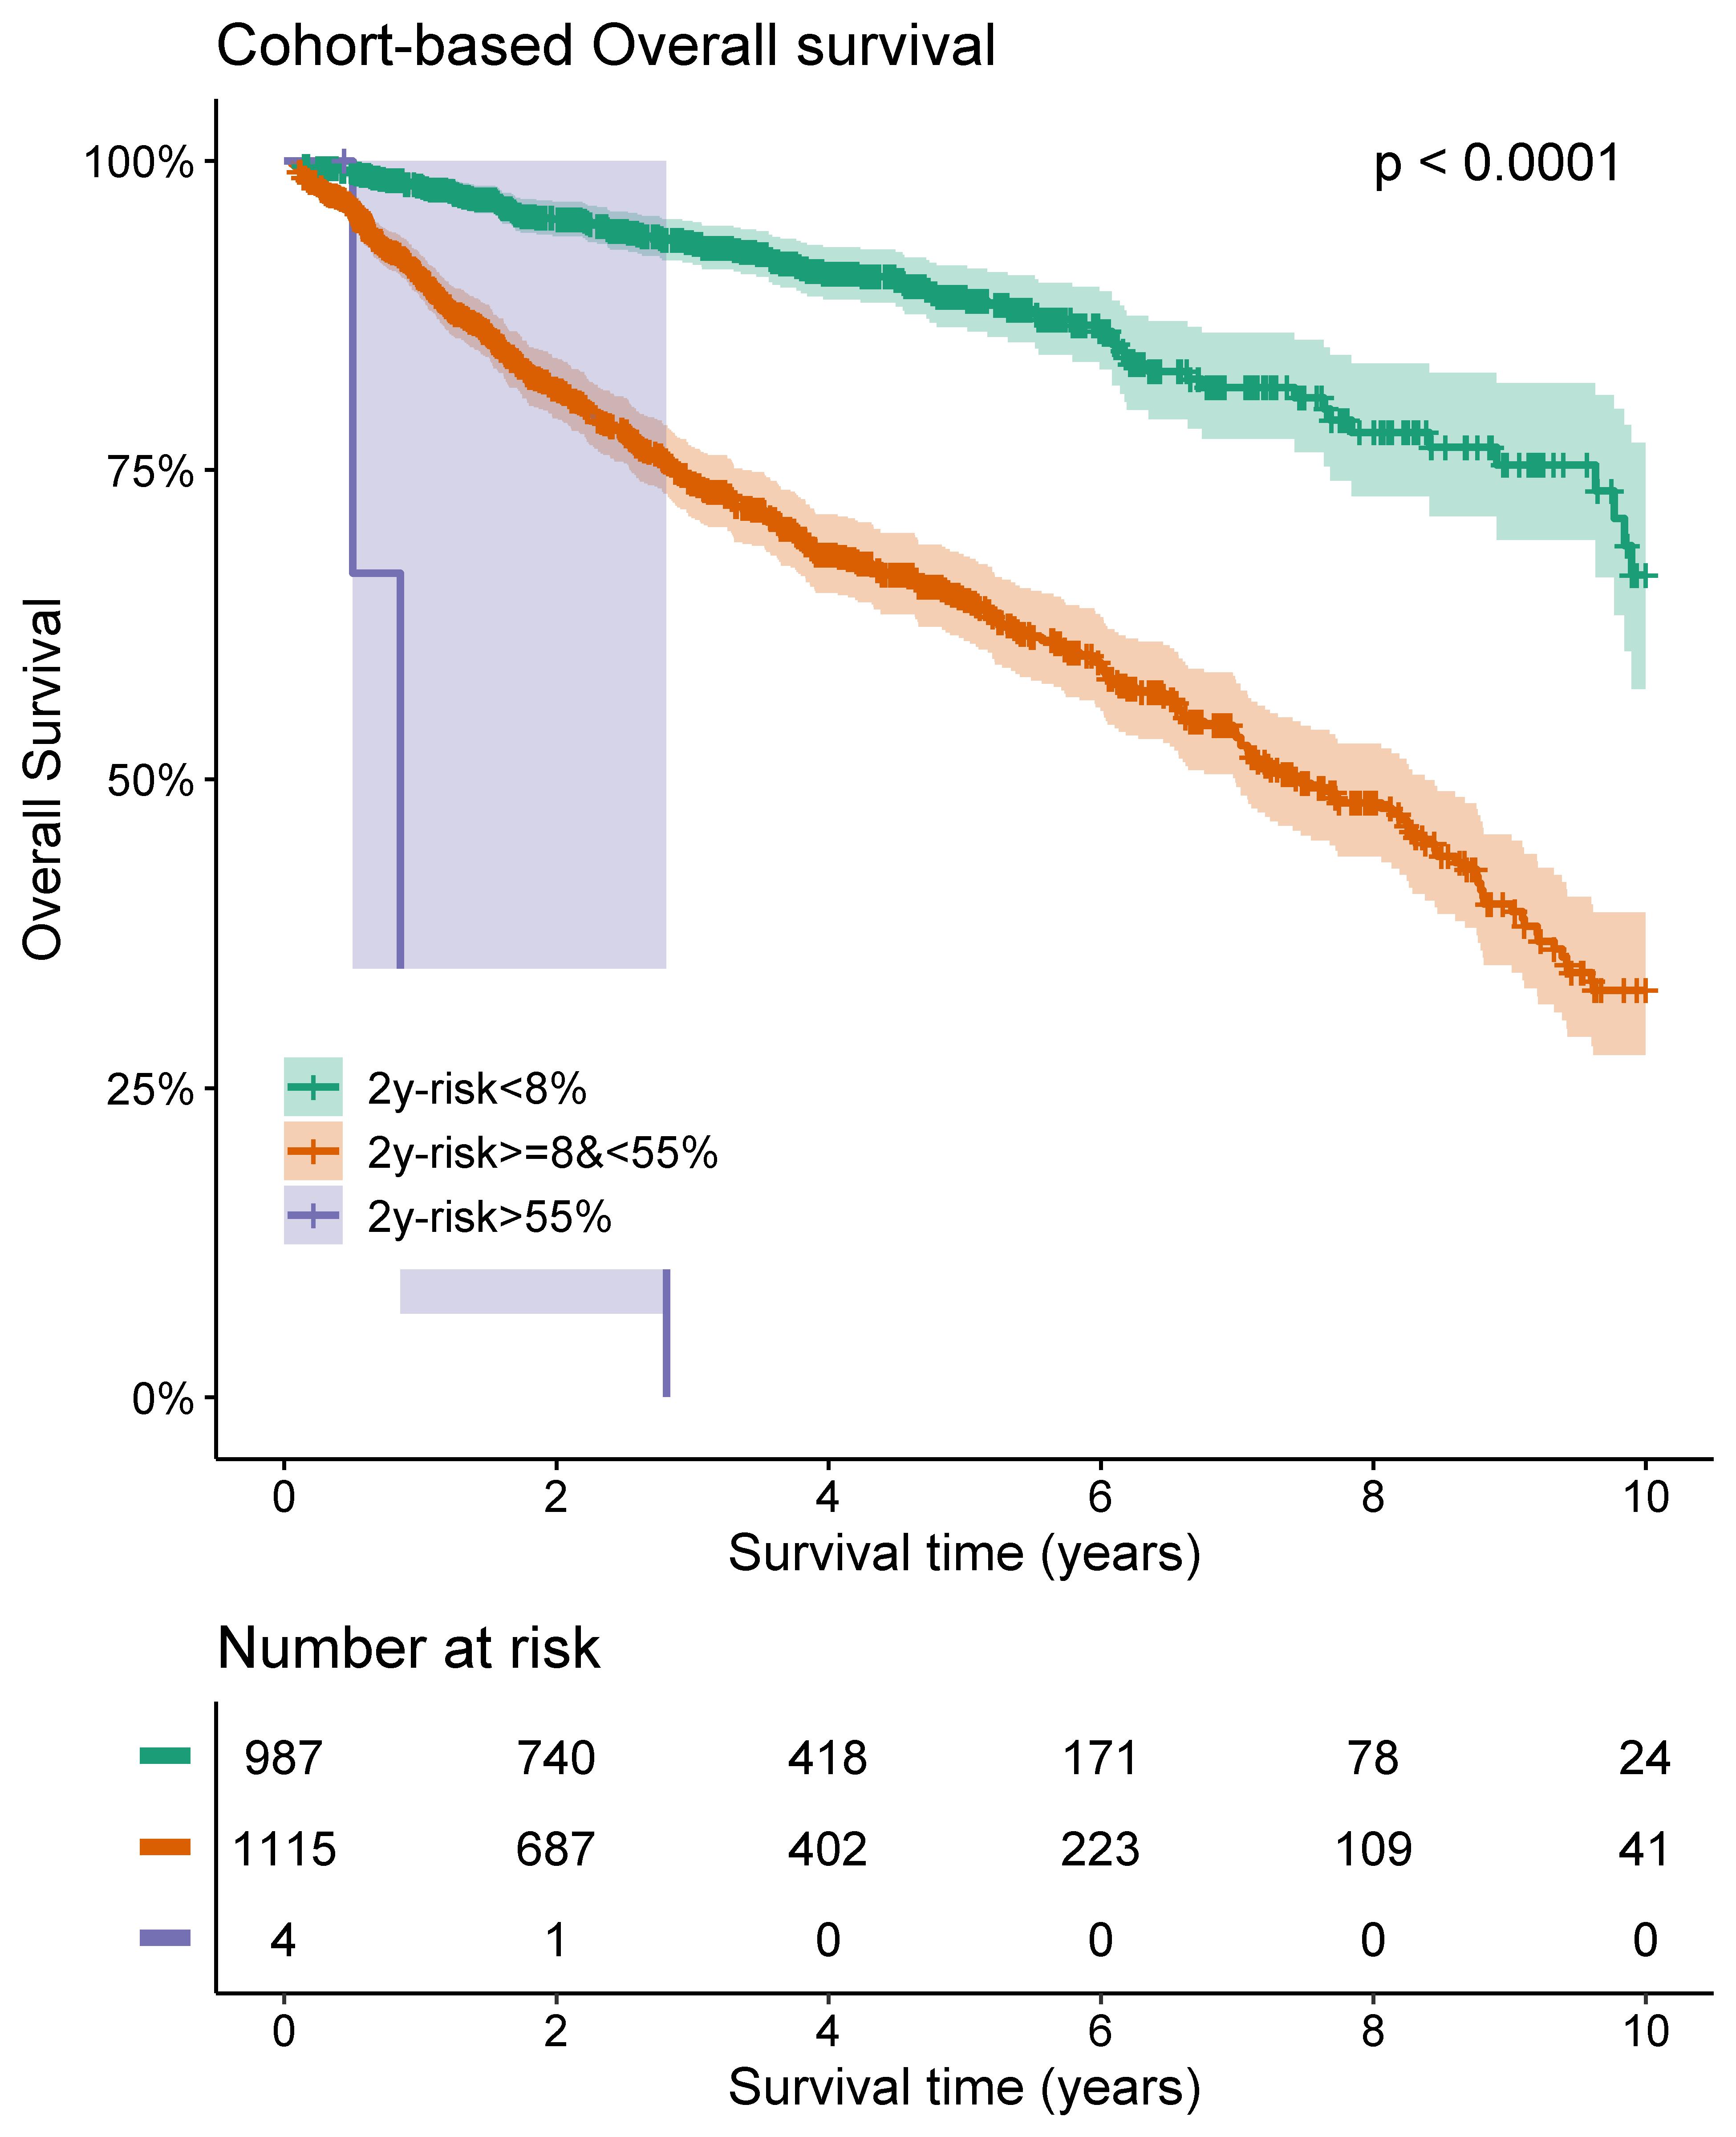 Cohort-based Overall survival
p < 0.0001
100%
75%
50%
25%
0%
Overall Survival
2y-risk<8%
2y-risk>=8&<55%
2y-risk>55%
0 2 4 6 8 10
Survival time (years)
Number at risk
987 740 418 171 78 24
1115 687 402 223 109 41
4 1 0 0 0 0
0 2 4 6 8 10
Survival time (years)